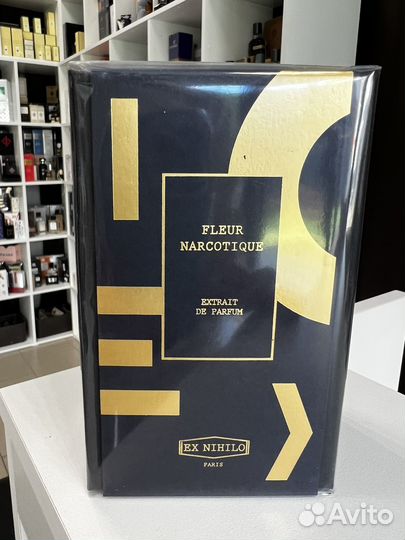 FLEUR
NARCOTIQUE
EXTRAIT
DE PARFUM
EX NIHILO
PARIS
Avito